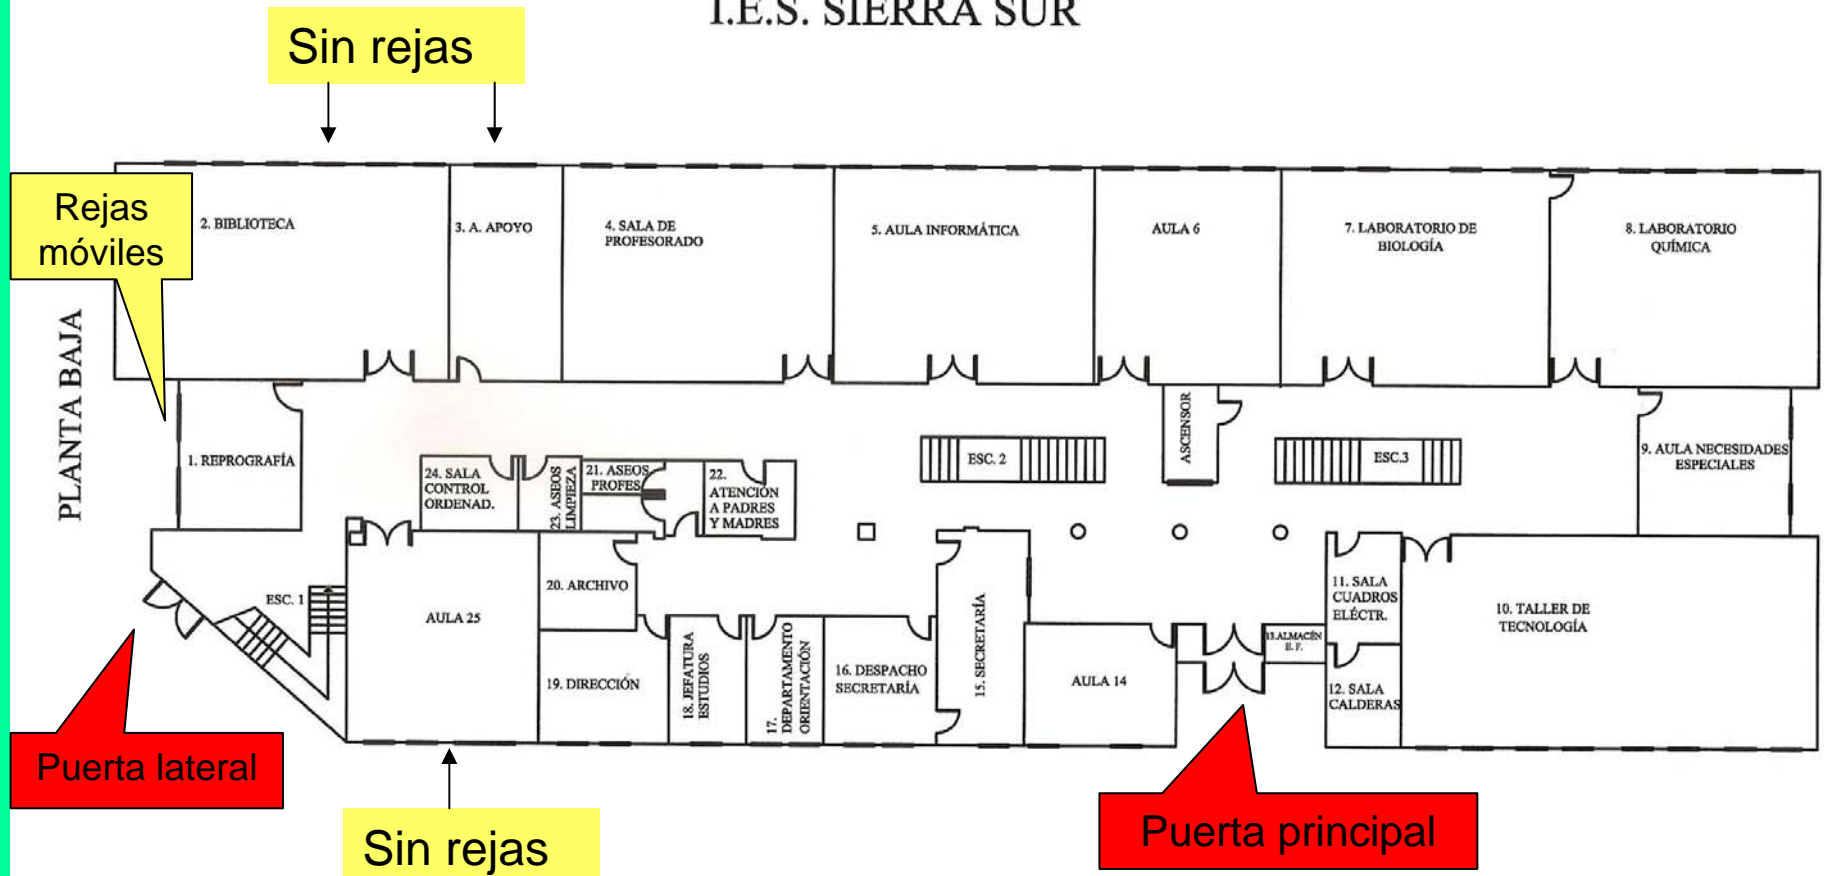 I.E.S. SIERRA SUR
Sin rejas
Rejas
móviles
PLANTA BAJA
2. BIBLIOTECA
3. A. APOYO
4. SALA DE
PROFESORADO
5. AULA INFORMÁTICA
AULA 6
7. LABORATORIO DE
BIOLOGÍA
8. LABORATORIO
QUÍMICA
1. REPROGRAFÍA
24. SALA
CONTROL
ORDENAD.
23. ASEOS
LIMPIEZA
21. ASEOS
PROFES
22.
ATENCIÓN
A PADRES
Y MADRES
ESC. 2
ASCENSOR
ESC.3
9. AULA NECESIDADES
ESPECIALES
ESC. 1
AULA 25
20. ARCHIVO
19. DIRECCIÓN
18. JEFATURA
ESTUDIOS
17.
DEPARTAMENTO
ORIENTACIÓN
16. DESPACHO
SECRETARÍA
15. SECRETARÍA
AULA 14
13.ALMACÉN
E. F.
11. SALA
CUADROS
ELÉCTR.
12. SALA
CALDERAS
10. TALLER DE
TECNOLOGÍA
Puerta lateral
Sin rejas
Puerta principal